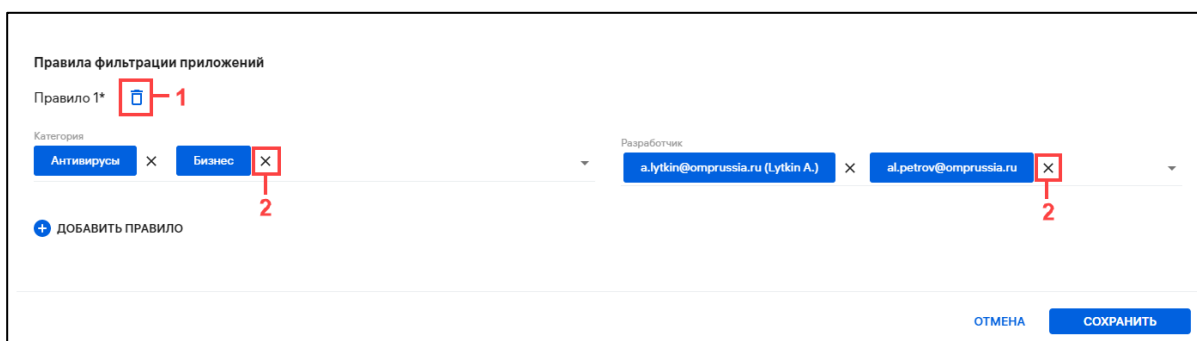 Правила фильтрации приложений
Правило 1*
1
Категория
Разработчик
Антивирусы
Бизнес
a.lytkin@omprussia.ru (Lytkin A.)
al.petrov@omprussia.ru
2
2
ДОБАВИТЬ ПРАВИЛО
ОТМЕНА
СОХРАНИТЬ